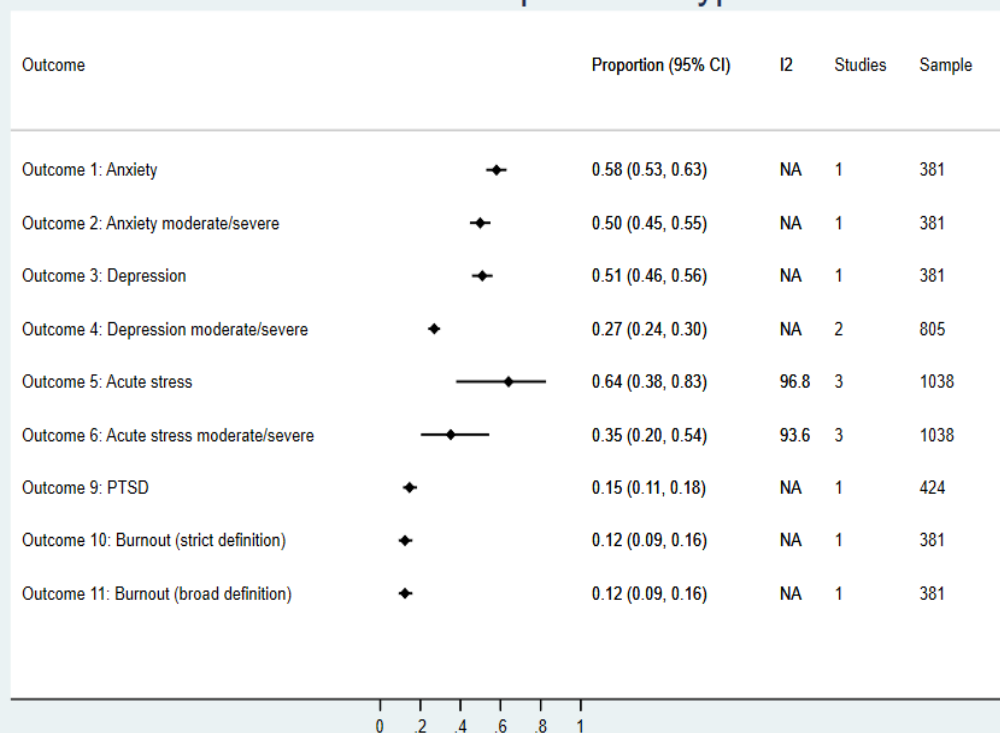 Outcome Proportion (95% CI) I2 Studies Sample
Outcome 1: Anxiety 0.58 (0.53, 0.63) NA 1 381
Outcome 2: Anxiety moderate/severe 0.50 (0.45, 0.55) NA 1 381
Outcome 3: Depression 0.51 (0.46, 0.56) NA 1 381
Outcome 4: Depression moderate/severe 0.27 (0.24, 0.30) NA 2 805
Outcome 5: Acute stress 0.64 (0.38, 0.83) 96.8 3 1038
Outcome 6: Acute stress moderate/severe 0.35 (0.20, 0.54) 93.6 3 1038
Outcome 9: PTSD 0.15 (0.11, 0.18) NA 1 424
Outcome 10: Burnout (strict definition) 0.12 (0.09, 0.16) NA 1 381
Outcome 11: Burnout (broad definition) 0.12 (0.09, 0.16) NA 1 381
0 .2 .4 .6 .8 1